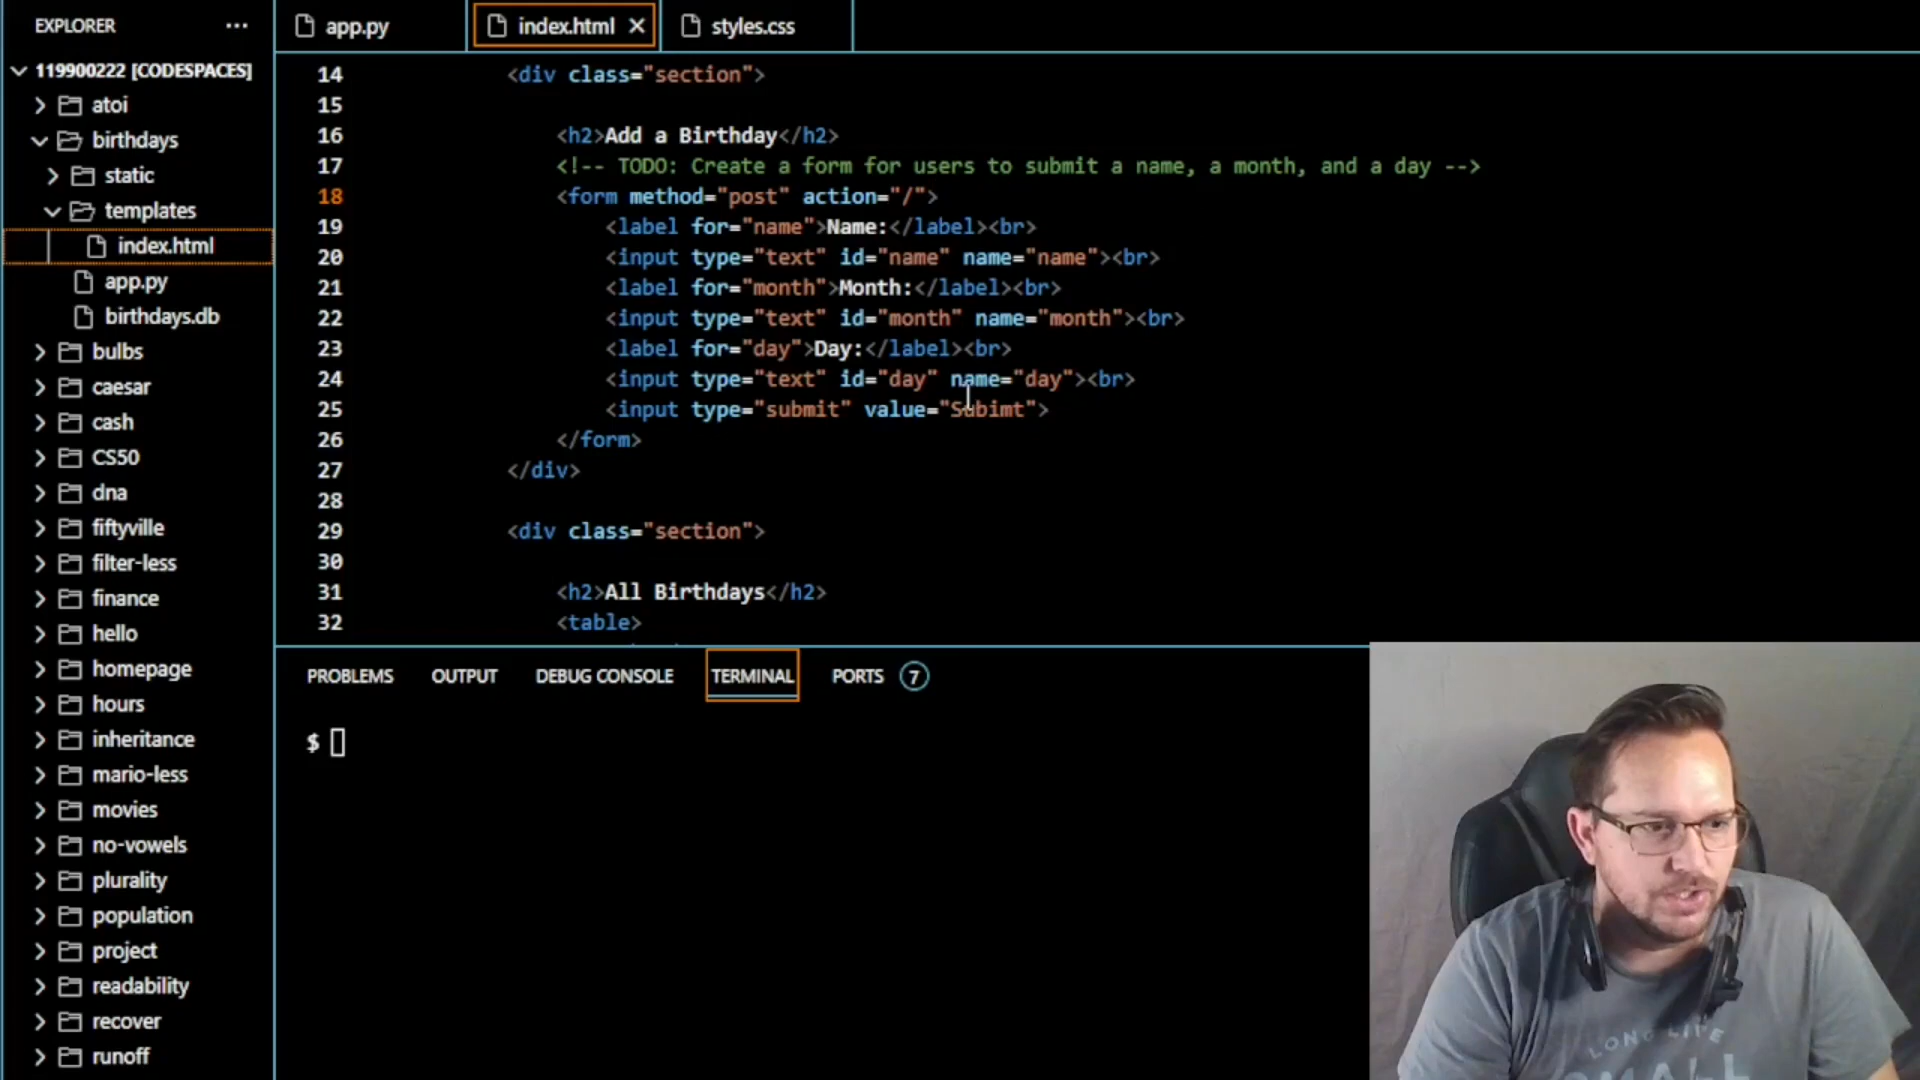 EXPLORER ···
119900222 [CODESPACES]
atoi
birthdays
static
templates
index.html
app.py
birthdays.db
bulbs
caesar
cash
CS50
dna
fiftyville
filter-less
finance
hello
homepage
hours
inheritance
mario-less
movies
no-vowels
plurality
population
project
readability
recover
runoff
app.py index.html styles.css
14 <div class="section">
15
16 <h2>Add a Birthday</h2>
17 <!-- TODO: Create a form for users to submit a name, a month, and a day -->
18 <form method="post" action="/">
19 <label for="name">Name:</label><br>
20 <input type="text" id="name" name="name"><br>
21 <label for="month">Month:</label><br>
22 <input type="text" id="month" name="month"><br>
23 <label for="day">Day:</label><br>
24 <input type="text" id="day" name="day"><br>
25 <input type="submit" value="Subimt">
26 </form>
27 </div>
28
29 <div class="section">
30
31 <h2>All Birthdays</h2>
32 <table>
PROBLEMS OUTPUT DEBUG CONSOLE TERMINAL PORTS 7
$
LONG LIVE
SMALL